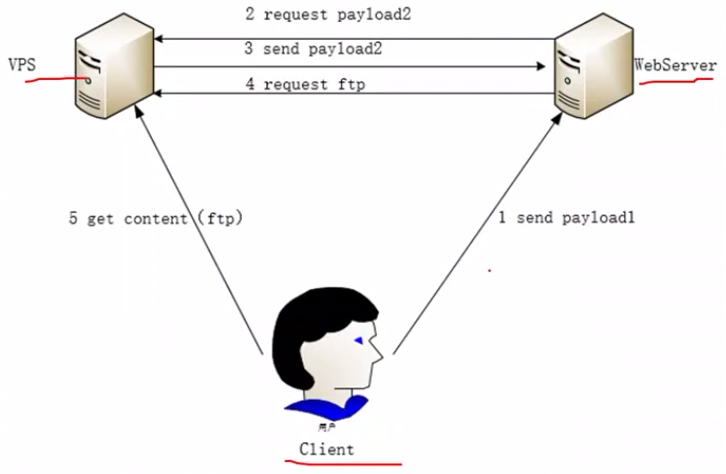 2 request payload2
3 send payload2
VPS
WebServer
4 request ftp
5 get content(ftp)
1 send payload1
用户
Client